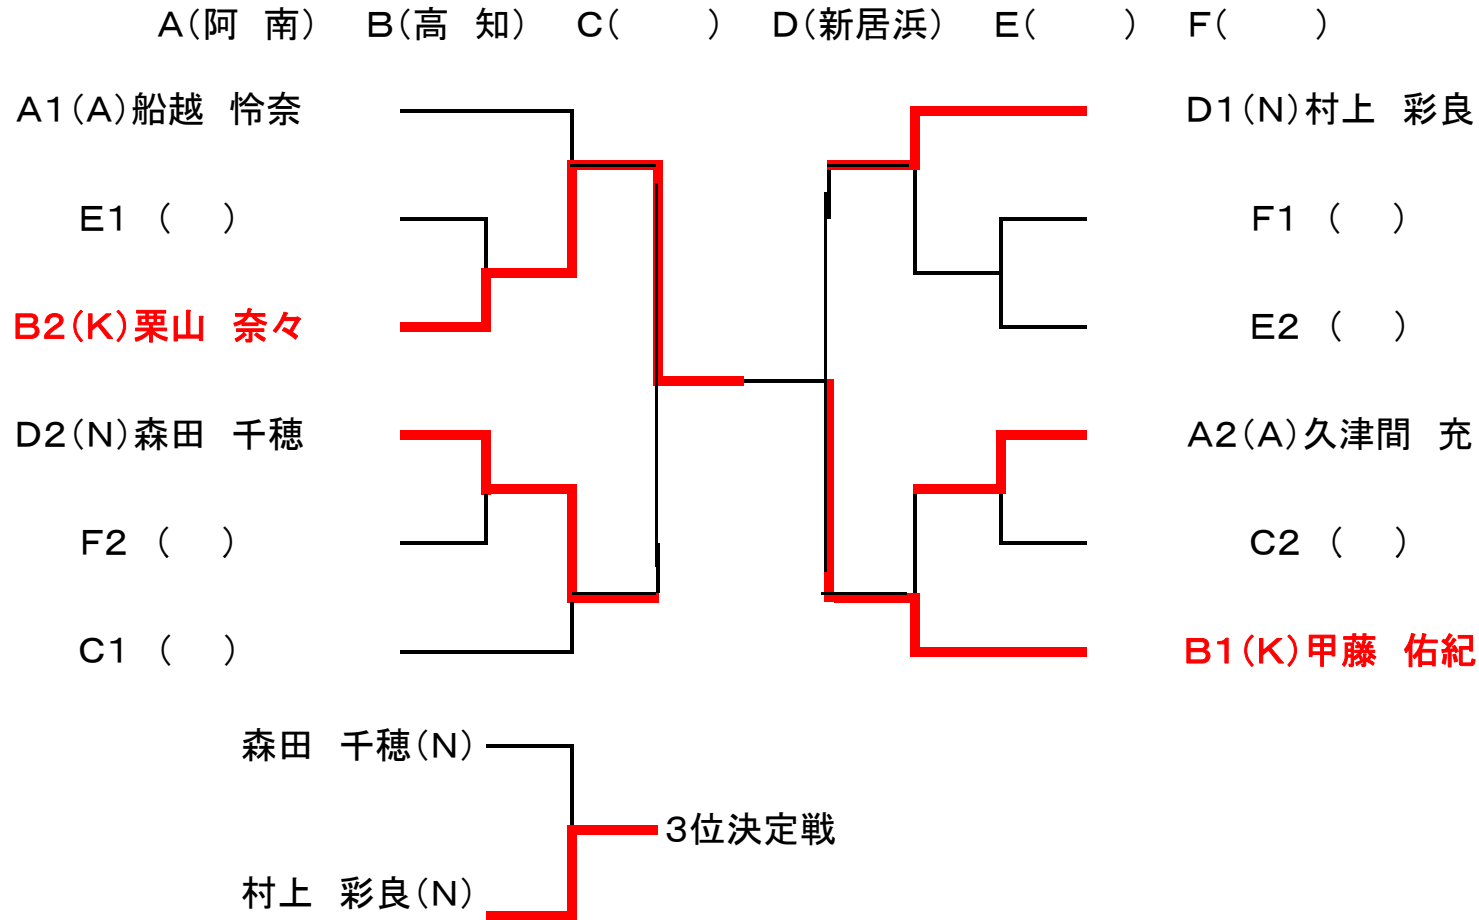 A(阿　南)　B(高　知)　C(　　)　D(新居浜)　E(　　)　F(　　)
A1(A)船越　怜奈
D1(N)村上　彩良
E1　(　)
F1　(　)
B2(K)栗山　奈々
E2　(　)
D2(N)森田　千穂
A2(A)久津間　充
F2　(　)
C2　(　)
C1　(　)
B1(K)甲藤　佑紀
森田　千穂(N)
3位決定戦
村上　彩良(N)